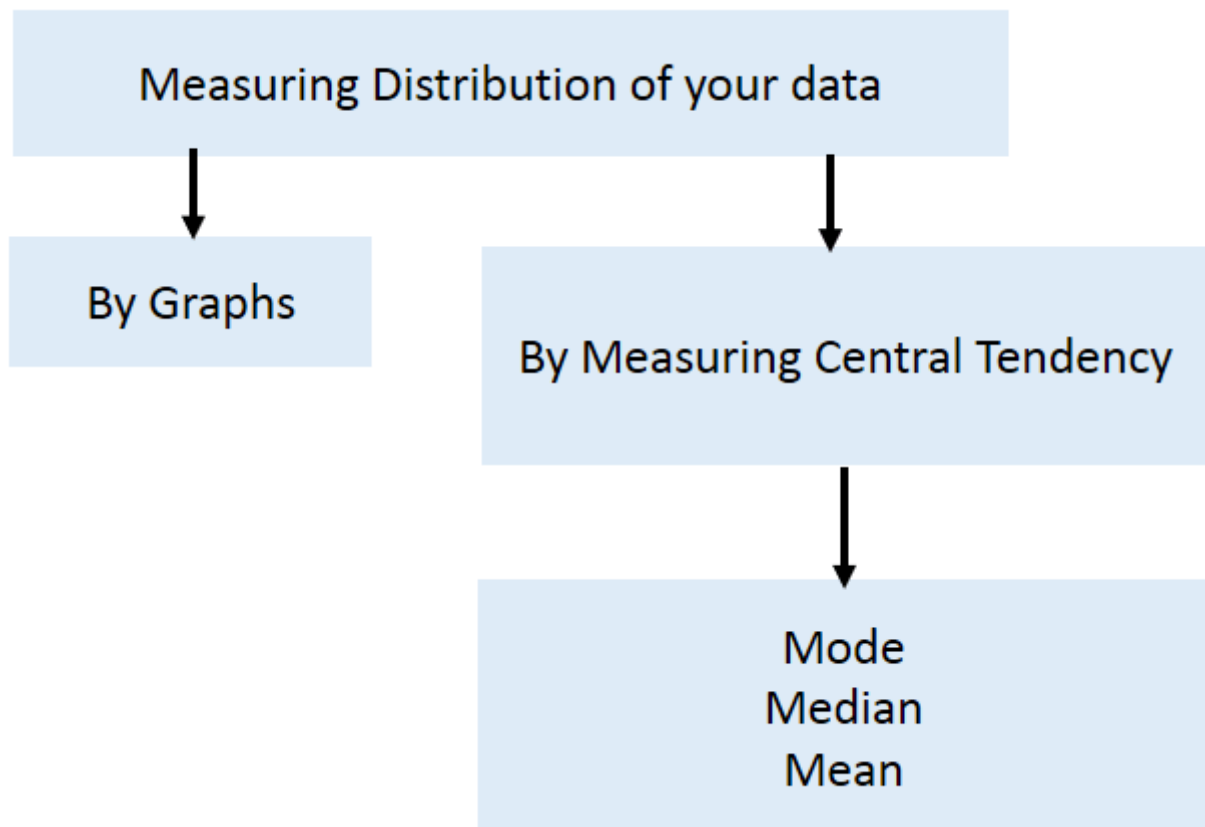 Measuring Distribution of your data
By Graphs
By Measuring Central Tendency
Mode
Median
Mean